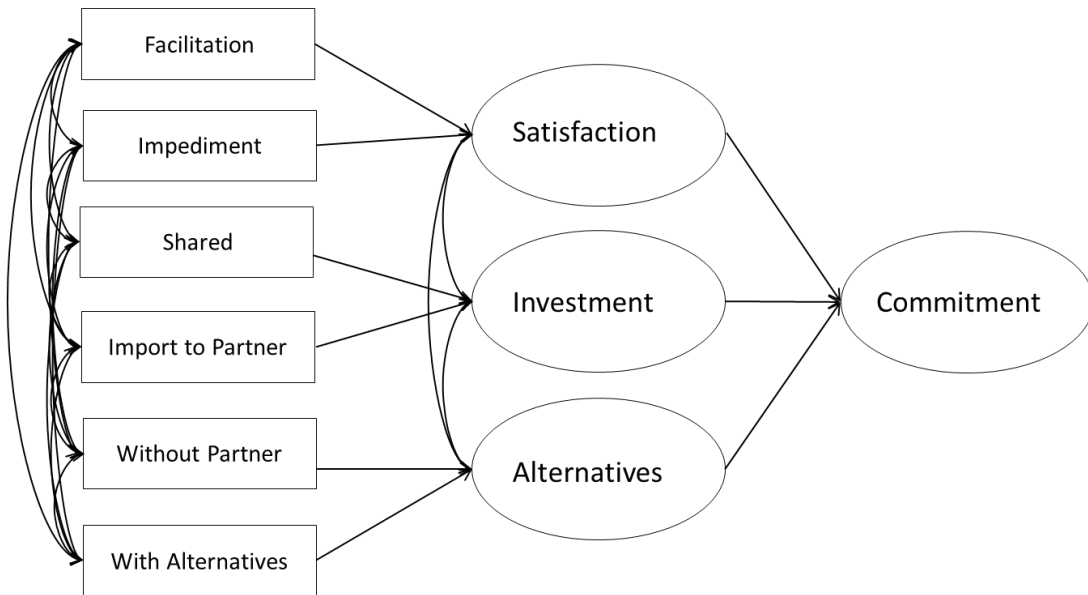 Facilitation
Impediment
Shared
Import to Partner
Without Partner
With Alternatives
Satisfaction
Investment
Alternatives
Commitment